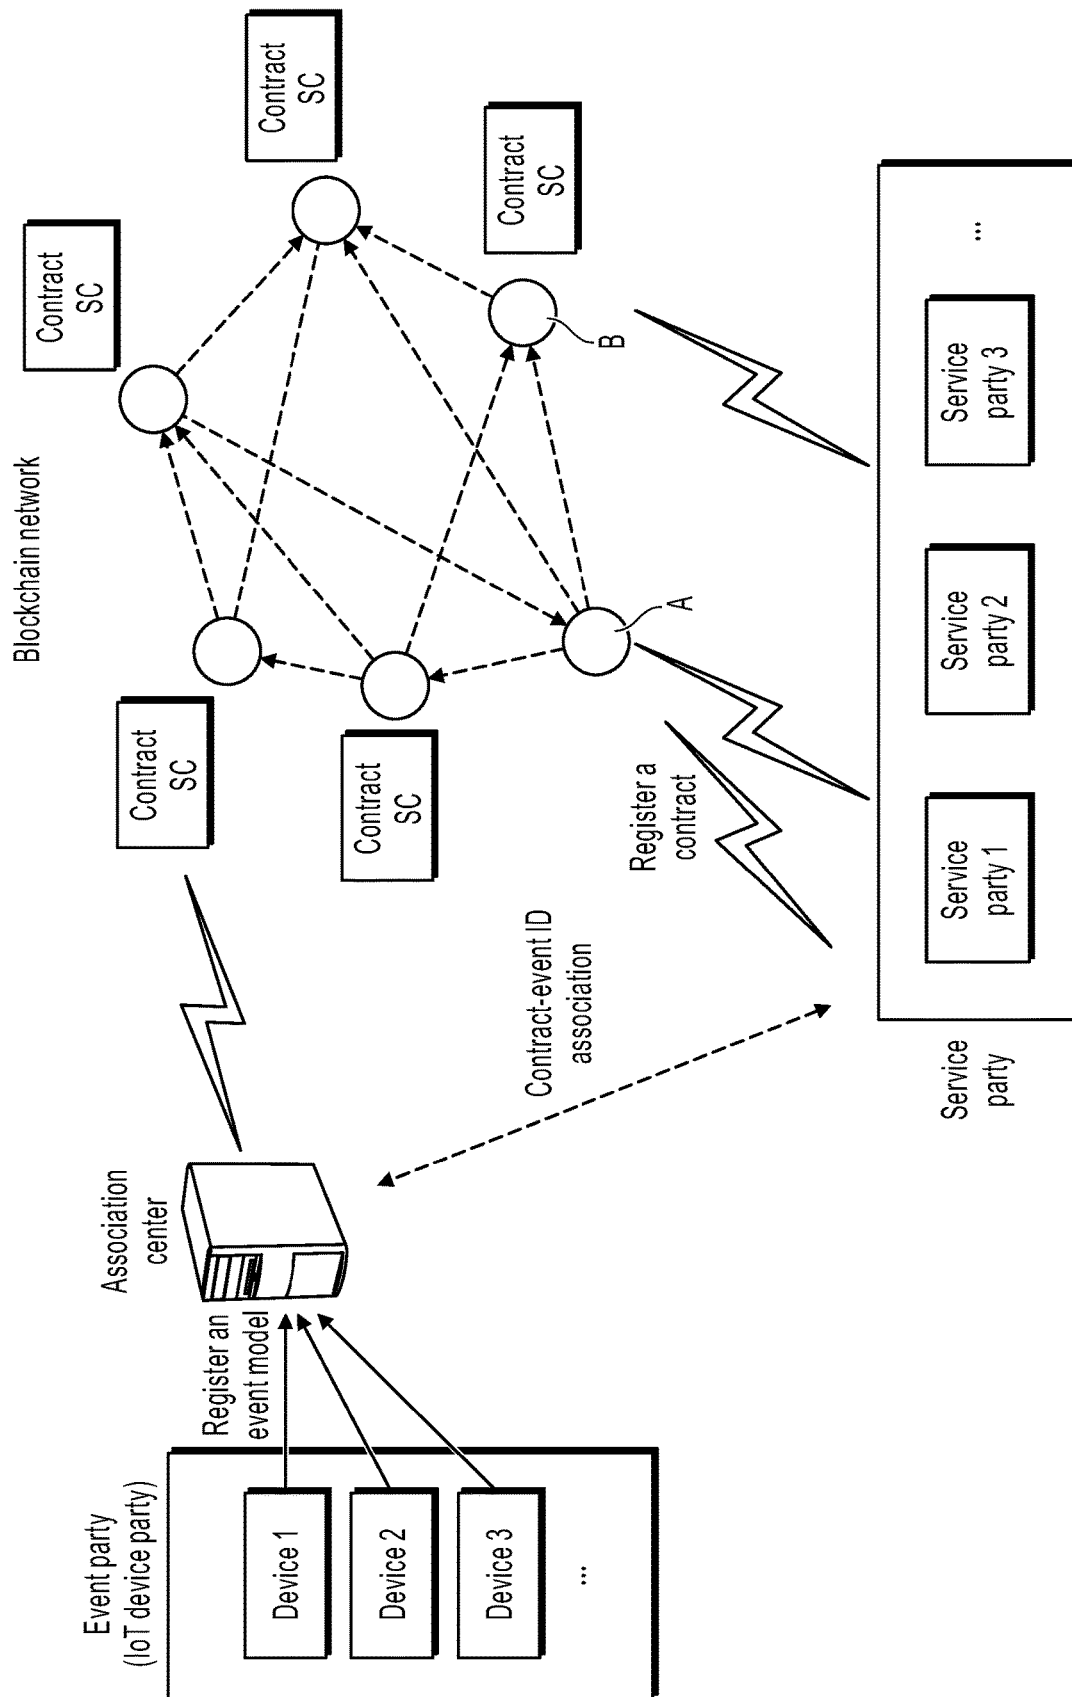 Blockchain network
Event party
(IoT device party)
Device 1
Device 2
Device 3
...
Register an
event model
Association
center
Contract
SC
Contract
SC
Contract
SC
Contract
SC
Contract
SC
A
B
Contract-event ID
association
Register a
contract
Service
party
Service
party 1
Service
party 2
Service
party 3
...